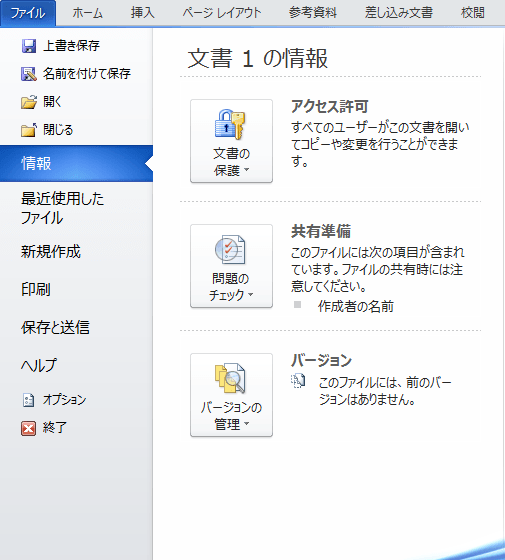 ファイル ホーム 挿入 ページ レイアウト 参考資料 差し込み文書 校閲
上書き保存
名前を付けて保存
開く
閉じる
情報
最近使用した
ファイル
新規作成
印刷
保存と送信
ヘルプ
オプション
終了
文書 1 の情報
文書の
保護
アクセス許可
すべてのユーザーがこの文書を開い
てコピーや変更を行うことができま
す。
問題の
チェック
共有準備
このファイルには次の項目が含まれ
ています。ファイルの共有時には注
意してください。
作成者の名前
バージョンの
管理
バージョン
このファイルには、前のバー
ジョンはありません。